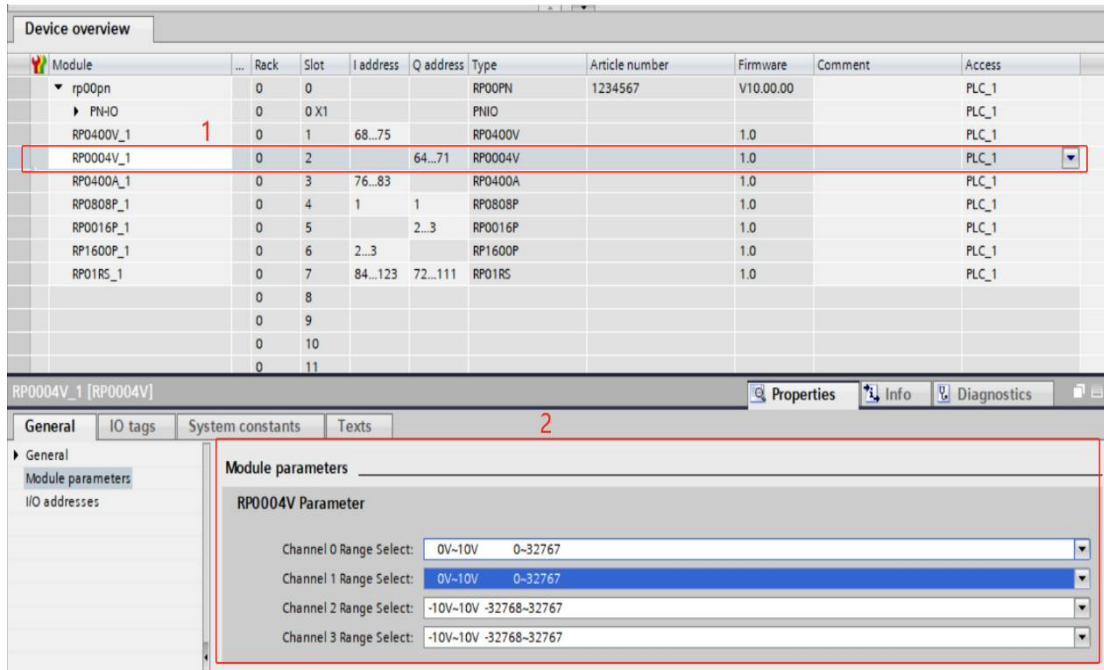 Device overview
Module ... Rack Slot I address Q address Type Article number Firmware Comment Access
rp00pn 0 0 RP00PN 1234567 V10.00.00 PLC_1
PN-IO 0 0 X1 PNIO PLC_1
1
RP0400V_1 0 1 68...75 RP0400V 1.0 PLC_1
RP0004V_1 0 2 64...71 RP0004V 1.0 PLC_1
RP0400A_1 0 3 76...83 RP0400A 1.0 PLC_1
RP0808P_1 0 4 1 1 RP0808P 1.0 PLC_1
RP0016P_1 0 5 2...3 RP0016P 1.0 PLC_1
RP1600P_1 0 6 2...3 RP1600P 1.0 PLC_1
RP01RS_1 0 7 84...123 72...111 RP01RS 1.0 PLC_1
0 8
0 9
0 10
0 11
RP0004V_1 [RP0004V] Properties Info Diagnostics
General IO tags System constants Texts 2
General
Module parameters
I/O addresses
Module parameters
RP0004V Parameter
Channel 0 Range Select: 0V~10V 0~32767
Channel 1 Range Select: 0V~10V 0~32767
Channel 2 Range Select: -10V~10V -32768~32767
Channel 3 Range Select: -10V~10V -32768~32767